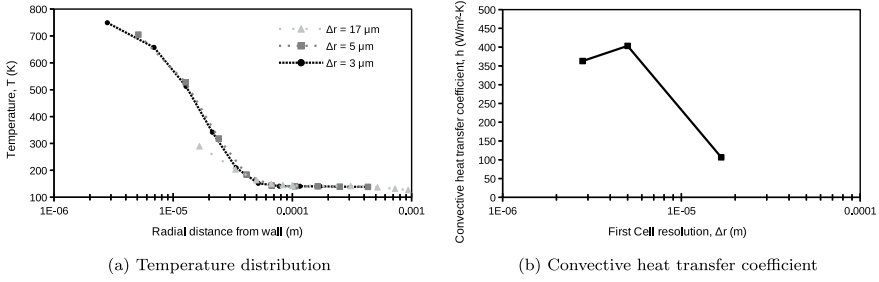 800
700
600
500
400
300
200
100
Temperature, T (K)
Δr = 17 µm
Δr = 5 µm
Δr = 3 µm
1E-06
1E-05
0.0001
0.001
Radial distance from wall (m)
(a) Temperature distribution
500
450
400
350
300
250
200
150
100
50
0
Convective heat transfer coefficient, h (W/m²-K)
1E-06
1E-05
0.0001
First Cell resolution, Δr (m)
(b) Convective heat transfer coefficient